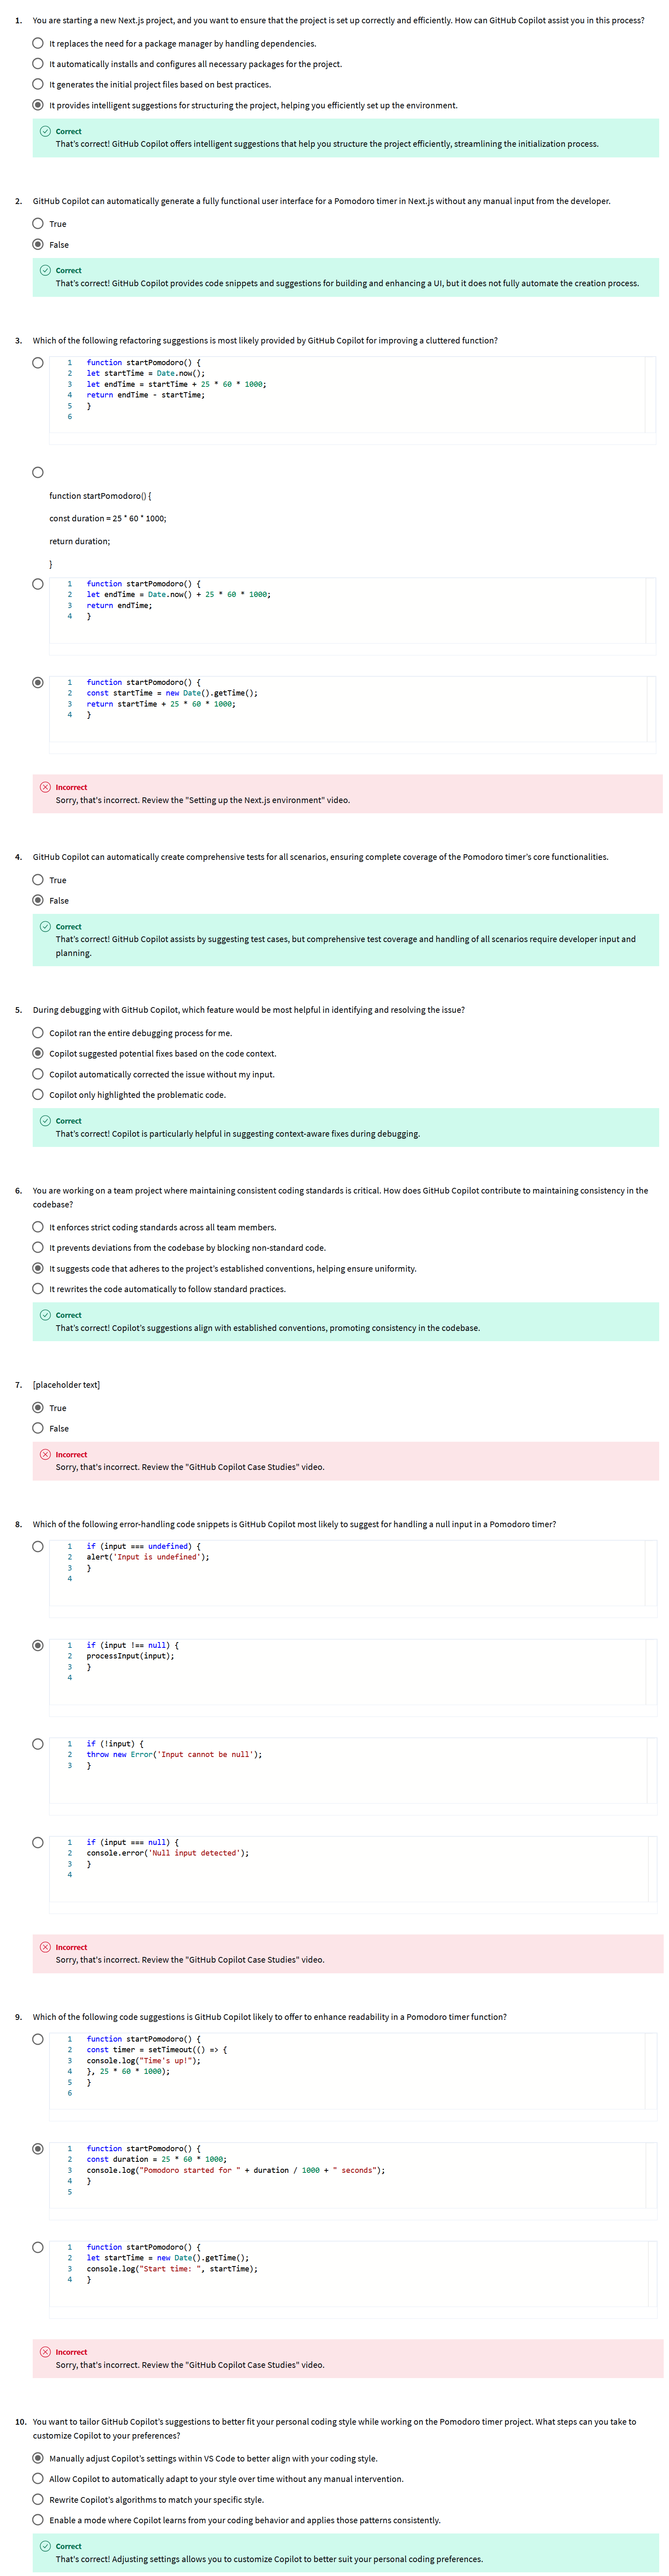 1. You are starting a new Next.js project, and you want to ensure that the project is set up correctly and efficiently. How can GitHub Copilot assist you in this process?
It replaces the need for a package manager by handling dependencies.
It automatically installs and configures all necessary packages for the project.
It generates the initial project files based on best practices.
It provides intelligent suggestions for structuring the project, helping you efficiently set up the environment.
Correct
That's correct! GitHub Copilot offers intelligent suggestions that help you structure the project efficiently, streamlining the initialization process.
2. GitHub Copilot can automatically generate a fully functional user interface for a Pomodoro timer in Next.js without any manual input from the developer.
True
False
Correct
That's correct! GitHub Copilot provides code snippets and suggestions for building and enhancing a UI, but it does not fully automate the creation process.
3. Which of the following refactoring suggestions is most likely provided by GitHub Copilot for improving a cluttered function?
1 function startPomodoro() {
2 let startTime = Date.now();
3 let endTime = startTime + 25 * 60 * 1000;
4 return endTime - startTime;
5 }
6
function startPomodoro() {
const duration = 25 * 60 * 1000;
return duration;
}
1 function startPomodoro() {
2 let endTime = Date.now() + 25 * 60 * 1000;
3 return endTime;
4 }
1 function startPomodoro() {
2 const startTime = new Date().getTime();
3 return startTime + 25 * 60 * 1000;
4 }
Incorrect
Sorry, that's incorrect. Review the "Setting up the Next.js environment" video.
4. GitHub Copilot can automatically create comprehensive tests for all scenarios, ensuring complete coverage of the Pomodoro timer's core functionalities.
True
False
Correct
That's correct! GitHub Copilot assists by suggesting test cases, but comprehensive test coverage and handling of all scenarios require developer input and
planning.
5. During debugging with GitHub Copilot, which feature would be most helpful in identifying and resolving the issue?
Copilot ran the entire debugging process for me.
Copilot suggested potential fixes based on the code context.
Copilot automatically corrected the issue without my input.
Copilot only highlighted the problematic code.
Correct
That's correct! Copilot is particularly helpful in suggesting context-aware fixes during debugging.
6. You are working on a team project where maintaining consistent coding standards is critical. How does GitHub Copilot contribute to maintaining consistency in the
codebase?
It enforces strict coding standards across all team members.
It prevents deviations from the codebase by blocking non-standard code.
It suggests code that adheres to the project's established conventions, helping ensure uniformity.
It rewrites the code automatically to follow standard practices.
Correct
That's correct! Copilot's suggestions align with established conventions, promoting consistency in the codebase.
7. [placeholder text]
True
False
Incorrect
Sorry, that's incorrect. Review the "GitHub Copilot Case Studies" video.
8. Which of the following error-handling code snippets is GitHub Copilot most likely to suggest for handling a null input in a Pomodoro timer?
1 if (input === undefined) {
2 alert('Input is undefined');
3 }
4
1 if (input !== null) {
2 processInput(input);
3 }
4
1 if (!input) {
2 throw new Error('Input cannot be null');
3 }
1 if (input === null) {
2 console.error('Null input detected');
3 }
4
Incorrect
Sorry, that's incorrect. Review the "GitHub Copilot Case Studies" video.
9. Which of the following code suggestions is GitHub Copilot likely to offer to enhance readability in a Pomodoro timer function?
1 function startPomodoro() {
2 const timer = setTimeout(() => {
3 console.log("Time's up!");
4 }, 25 * 60 * 1000);
5 }
6
1 function startPomodoro() {
2 const duration = 25 * 60 * 1000;
3 console.log("Pomodoro started for " + duration / 1000 + " seconds");
4 }
5
1 function startPomodoro() {
2 let startTime = new Date().getTime();
3 console.log("Start time: ", startTime);
4 }
Incorrect
Sorry, that's incorrect. Review the "GitHub Copilot Case Studies" video.
10. You want to tailor GitHub Copilot's suggestions to better fit your personal coding style while working on the Pomodoro timer project. What steps can you take to
customize Copilot to your preferences?
Manually adjust Copilot's settings within VS Code to better align with your coding style.
Allow Copilot to automatically adapt to your style over time without any manual intervention.
Rewrite Copilot's algorithms to match your specific style.
Enable a mode where Copilot learns from your coding behavior and applies those patterns consistently.
Correct
That's correct! Adjusting settings allows you to customize Copilot to better suit your personal coding preferences.